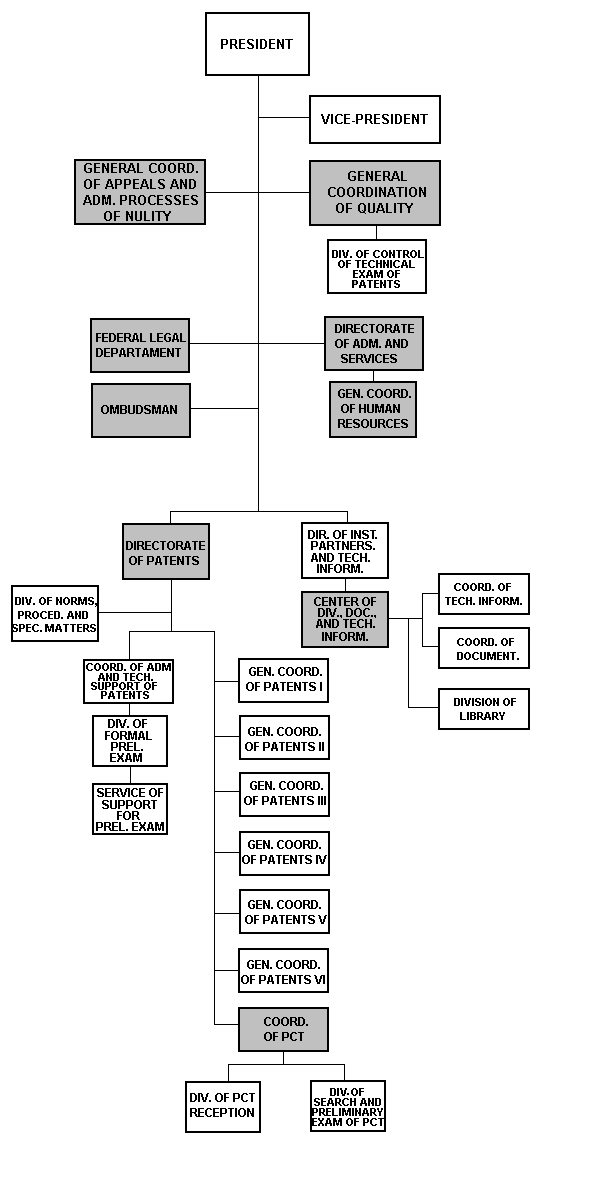 PRESIDENT
VICE-PRESIDENT
GENERAL COORD.
OF APPEALS AND
ADM. PROCESSES
OF NULITY
GENERAL
COORDINATION
OF QUALITY
DIV. OF CONTROL
OF TECHNICAL
EXAM OF
PATENTS
FEDERAL LEGAL
DEPARTAMENT
DIRECTORATE
OF ADM. AND
SERVICES
OMBUDSMAN
GEN. COORD.
OF HUMAN
RESOURCES
DIRECTORATE
OF PATENTS
DIR. OF INST.
PARTNERS.
AND TECH.
INFORM.
DIV. OF NORMS,
PROCED. AND
SPEC. MATTERS
CENTER OF
DIV., DOC.,
AND TECH.
INFORM.
COORD. OF
TECH. INFORM.
COORD. OF
DOCUMENT.
DIVISION OF
LIBRARY
COORD. OF ADM
AND TECH.
SUPPORT OF
PATENTS
DIV. OF
FORMAL
PREL.
EXAM
SERVICE OF
SUPPORT
FOR
PREL. EXAM
GEN. COORD.
OF PATENTS I
GEN. COORD.
OF PATENTS II
GEN. COORD.
OF PATENTS III
GEN. COORD.
OF PATENTS IV
GEN. COORD.
OF PATENTS V
GEN. COORD.
OF PATENTS VI
COORD.
OF PCT
DIV. OF PCT
RECEPTION
DIV. OF
SEARCH AND
PRELIMINARY
EXAM OF PCT